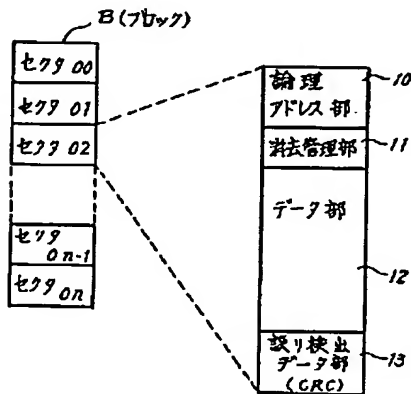 B(ブロック)
セクタ 00
セクタ 01
セクタ 02
セクタ
0n-1
セクタ 0n
論理
アドレス部
10
消去管理部
11
データ部
12
誤り検出
データ部
(CRC)
13